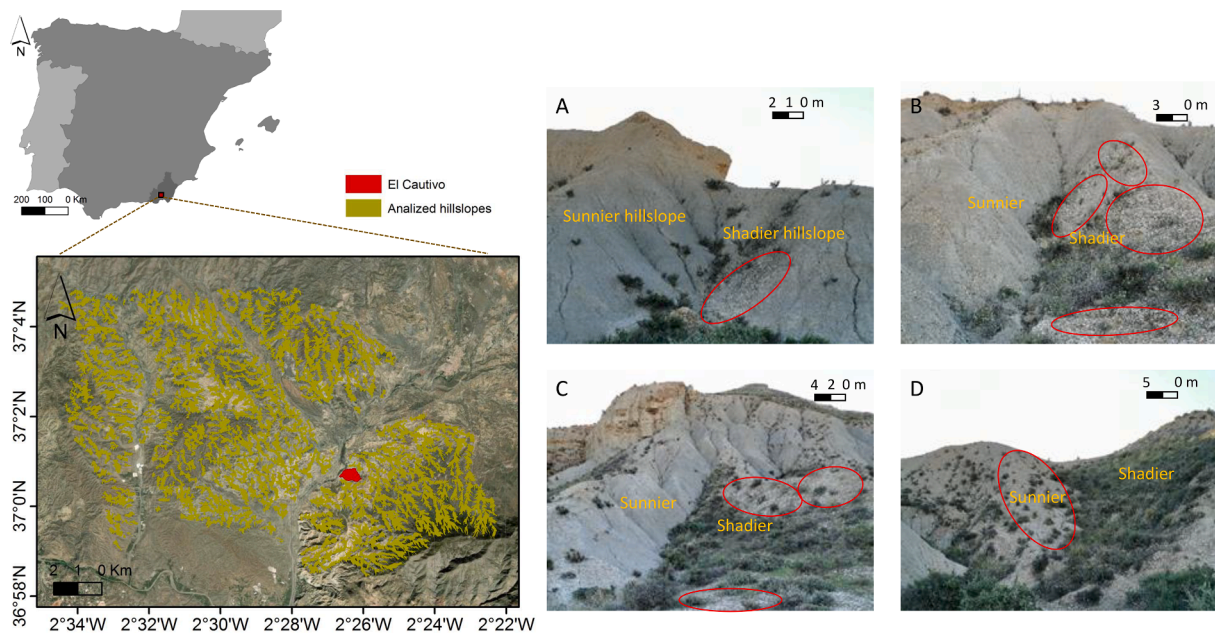 N
200 100 0 Km
El Cautivo
Analized hillslopes
N
37°4'N
37°2'N
37°0'N
36°58'N
2 1 0 Km
2°34'W 2°32'W 2°30'W 2°28'W 2°26'W 2°24'W 2°22'W
A
2 1 0 m
Sunnier hillslope
Shadier hillslope
B
3 0 m
Sunnier
Shadier
C
4 2 0 m
Sunnier
Shadier
D
5 0 m
Sunnier
Shadier